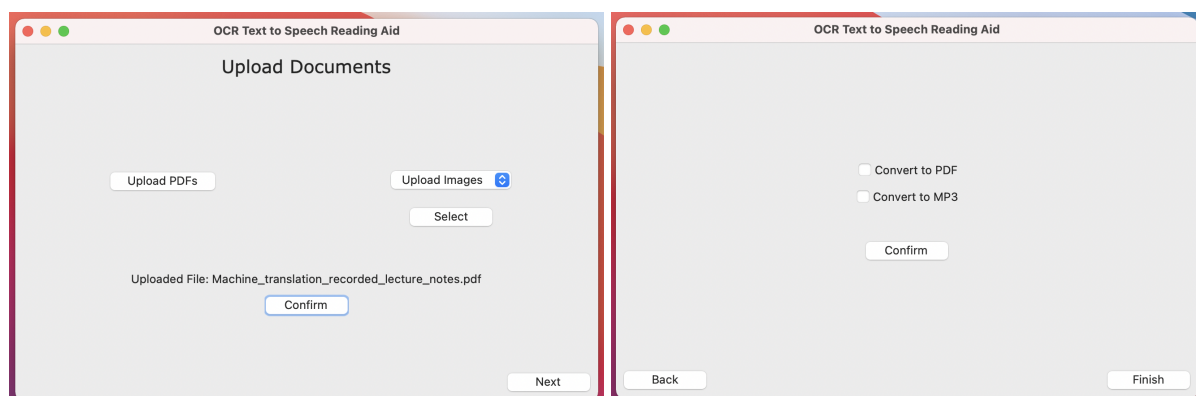 OCR Text to Speech Reading Aid
Upload Documents
Upload PDFs
Upload Images
Select
Uploaded File: Machine_translation_recorded_lecture_notes.pdf
Confirm
Next
OCR Text to Speech Reading Aid
Convert to PDF
Convert to MP3
Confirm
Back
Finish